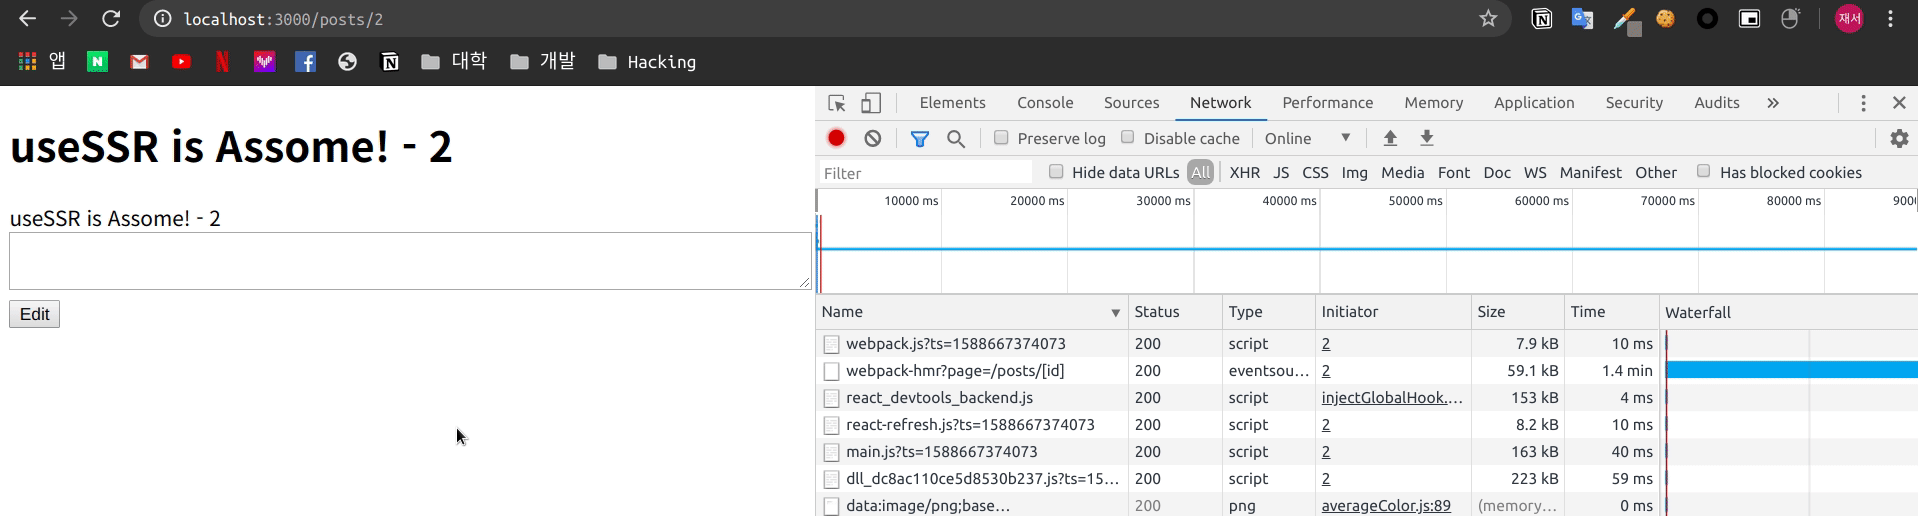 localhost:3000/posts/2
재서
앱
대학
개발
Hacking
useSSR is Assome! - 2
useSSR is Assome! - 2
Edit
Elements Console Sources Network Performance Memory Application Security Audits »
Preserve log Disable cache Online
Filter Hide data URLs All XHR JS CSS Img Media Font Doc WS Manifest Other Has blocked cookies
10000 ms 20000 ms 30000 ms 40000 ms 50000 ms 60000 ms 70000 ms 80000 ms 9000
Name Status Type Initiator Size Time Waterfall
webpack.js?ts=1588667374073 200 script 2 7.9 kB 10 ms
webpack-hmr?page=/posts/[id] 200 eventsou... 2 59.1 kB 1.4 min
react_devtools_backend.js 200 script injectGlobalHook.... 153 kB 4 ms
react-refresh.js?ts=1588667374073 200 script 2 8.2 kB 10 ms
main.js?ts=1588667374073 200 script 2 163 kB 40 ms
dll_dc8ac110ce5d8530b237.js?ts=15... 200 script 2 223 kB 59 ms
data:image/png;base... 200 png averageColor.js:89 (memory... 0 ms